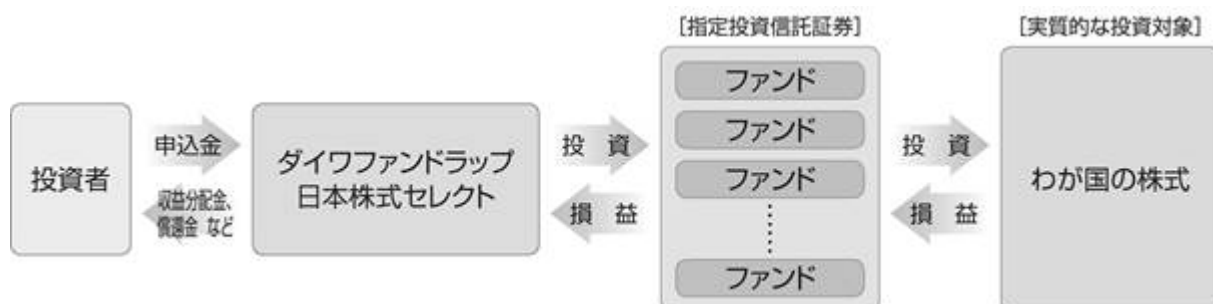 [指定投資信託証券]
[実質的な投資対象]
投資者
申込金
収益分配金、
償還金 など
ダイワファンドラップ
日本株式セレクト
投 資
損 益
ファンド
ファンド
ファンド
ファンド
投 資
損 益
わが国の株式